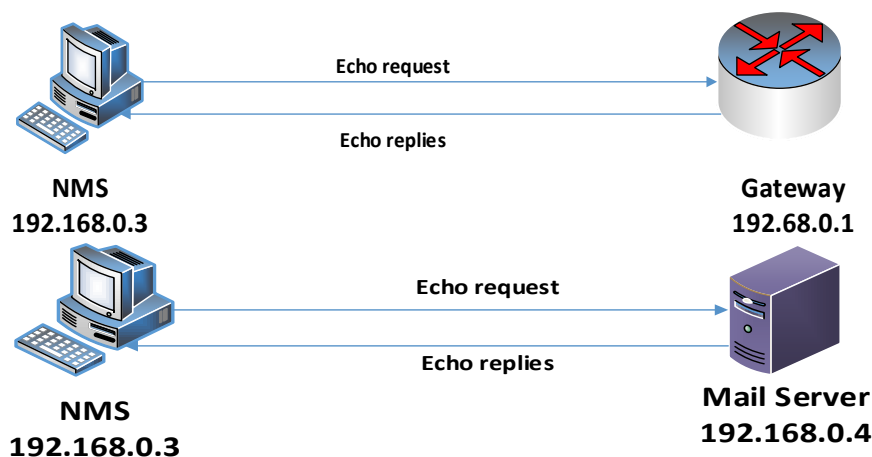 Echo request
Echo replies
NMS
192.168.0.3
Gateway
192.68.0.1
Echo request
Echo replies
NMS
192.168.0.3
Mail Server
192.168.0.4